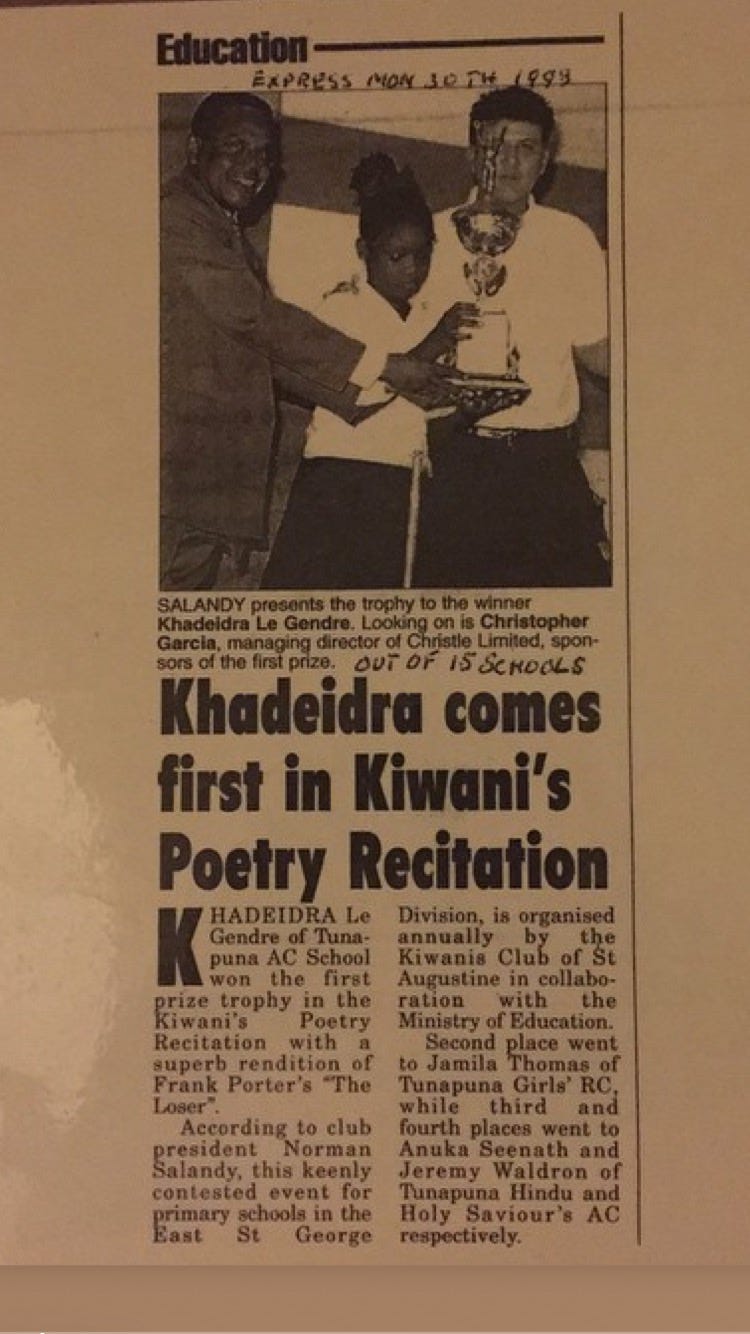 Education
EXPRESS MON 30TH 1998
SALANDY presents the trophy to the winner
Khadeidra Le Gendre. Looking on is Christopher
Garcia, managing director of Christle Limited, spon-
sors of the first prize. OUT OF 15 SCHOOLS
Khadeidra comes
first in Kiwani's
Poetry Recitation
KHADEIDRA Le
Gendre of Tuna-
puna AC School
won the first
prize trophy in the
Kiwani's Poetry
Recitation with a
superb rendition of
Frank Porter's "The
Loser".
According to club
president Norman
Salandy, this keenly
contested event for
primary schools in the
East St George
Division, is organised
annually by the
Kiwanis Club of St
Augustine in collabo-
ration with the
Ministry of Education.
Second place went
to Jamila Thomas of
Tunapuna Girls' RC,
while third and
fourth places went to
Anuka Seenath and
Jeremy Waldron of
Tunapuna Hindu and
Holy Saviour's AC
respectively.